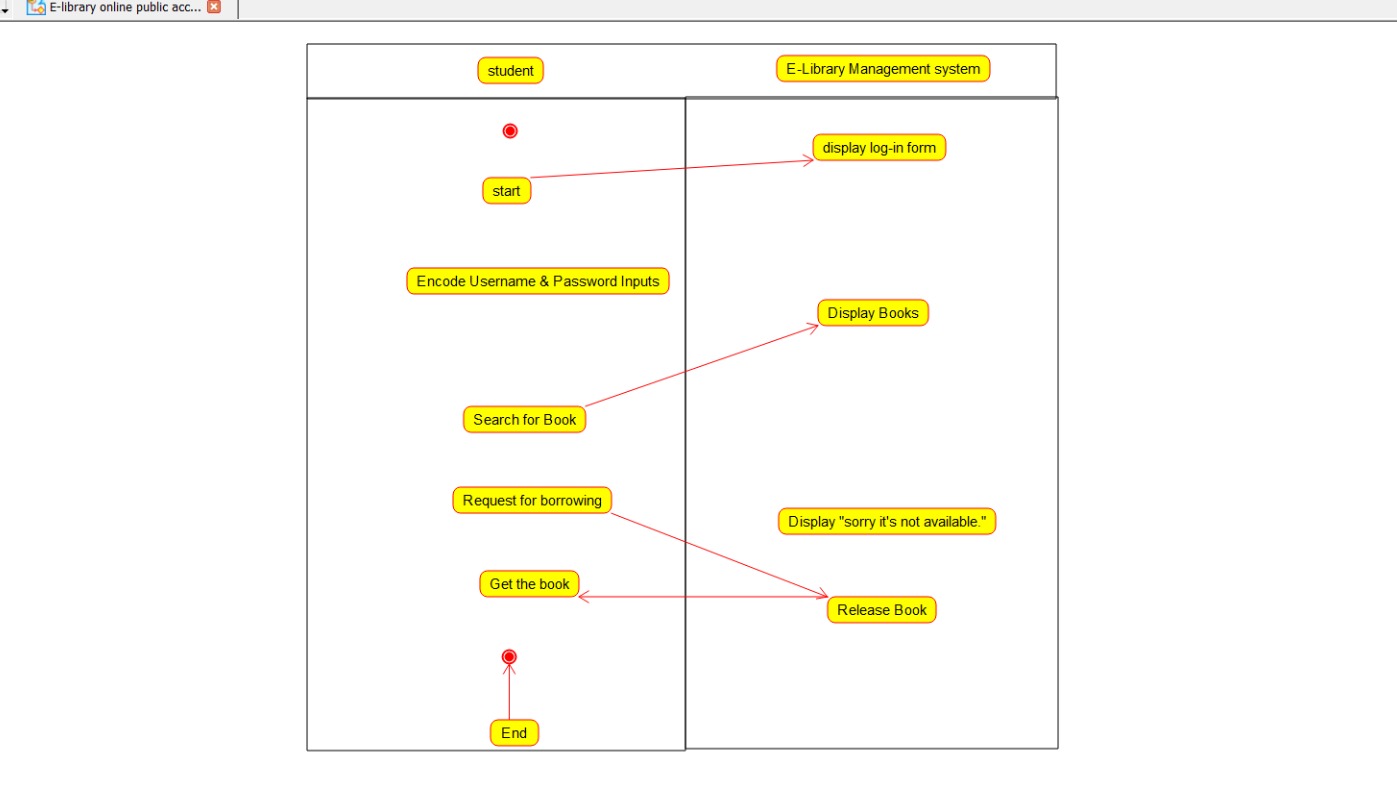 E-library online public acc...
student
E-Library Management system
display log-in form
start
Encode Username & Password Inputs
Display Books
Search for Book
Request for borrowing
Display "sorry it's not available."
Get the book
Release Book
End